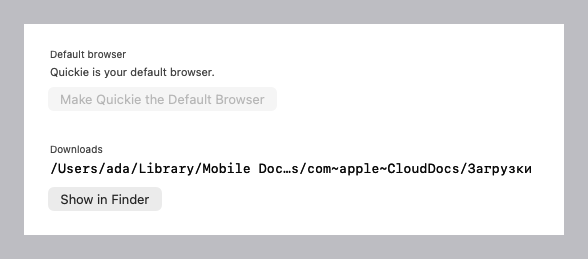 Default browser
Quickie is your default browser.
Make Quickie the Default Browser
Downloads
/Users/ada/Library/Mobile Doc…s/com~apple~CloudDocs/Загрузки
Show in Finder